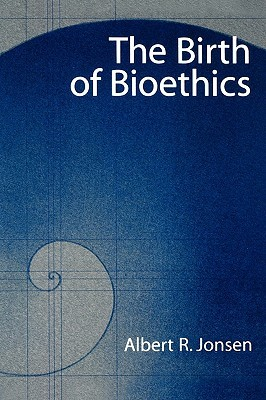 The Birth
of Bioethics
Albert R. Jonsen